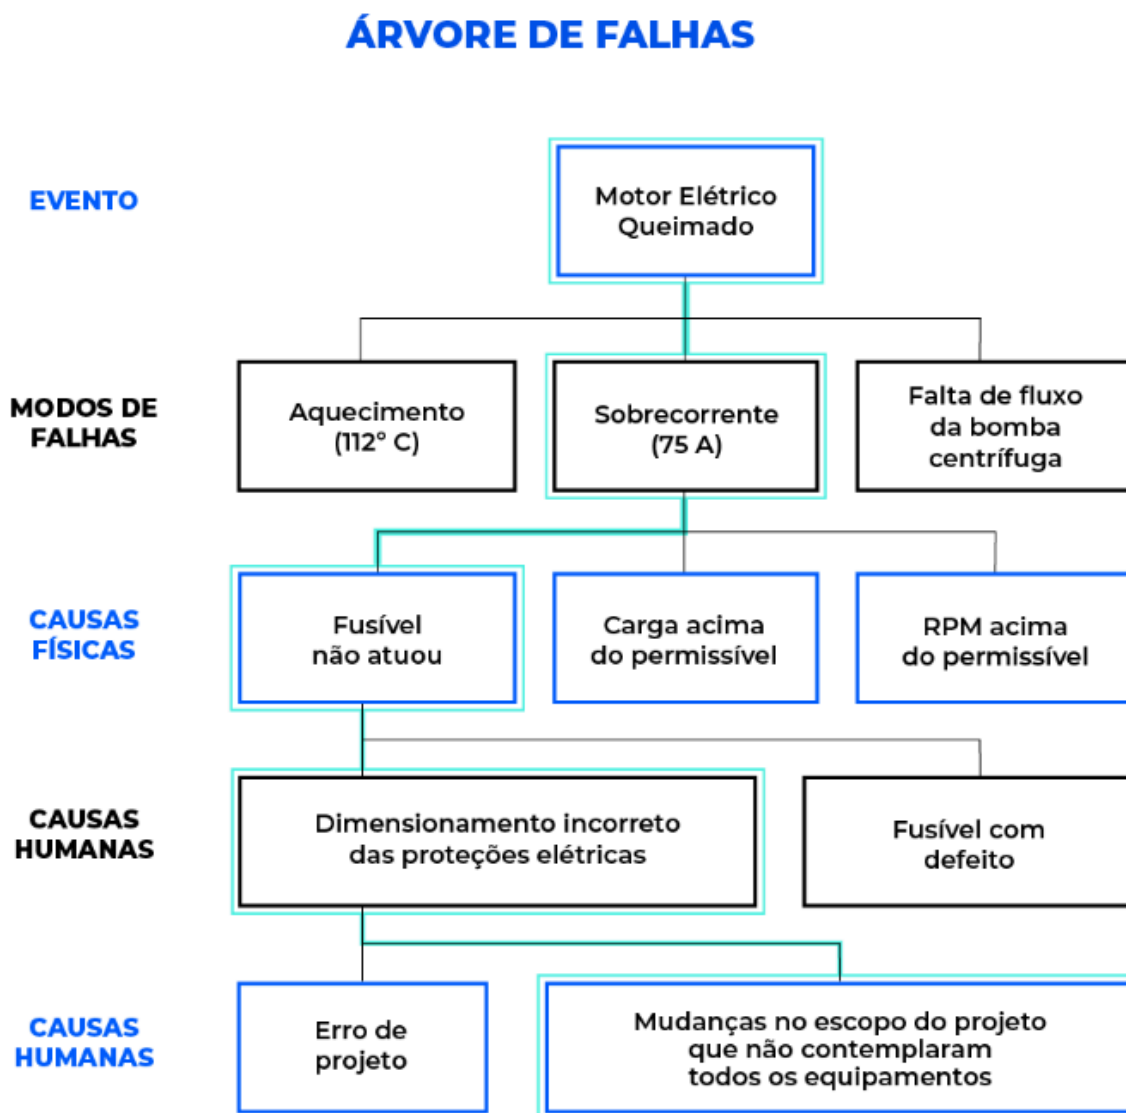 ÁRVORE DE FALHAS
EVENTO
Motor Elétrico
Queimado
MODOS DE
FALHAS
Aquecimento
(112º C)
Sobrecorrente
(75 A)
Falta de fluxo
da bomba
centrífuga
CAUSAS
FÍSICAS
Fusível
não atuou
Carga acima
do permissível
RPM acima
do permissível
CAUSAS
HUMANAS
Dimensionamento incorreto
das proteções elétricas
Fusível com
defeito
CAUSAS
HUMANAS
Erro de
projeto
Mudanças no escopo do projeto
que não contemplaram
todos os equipamentos